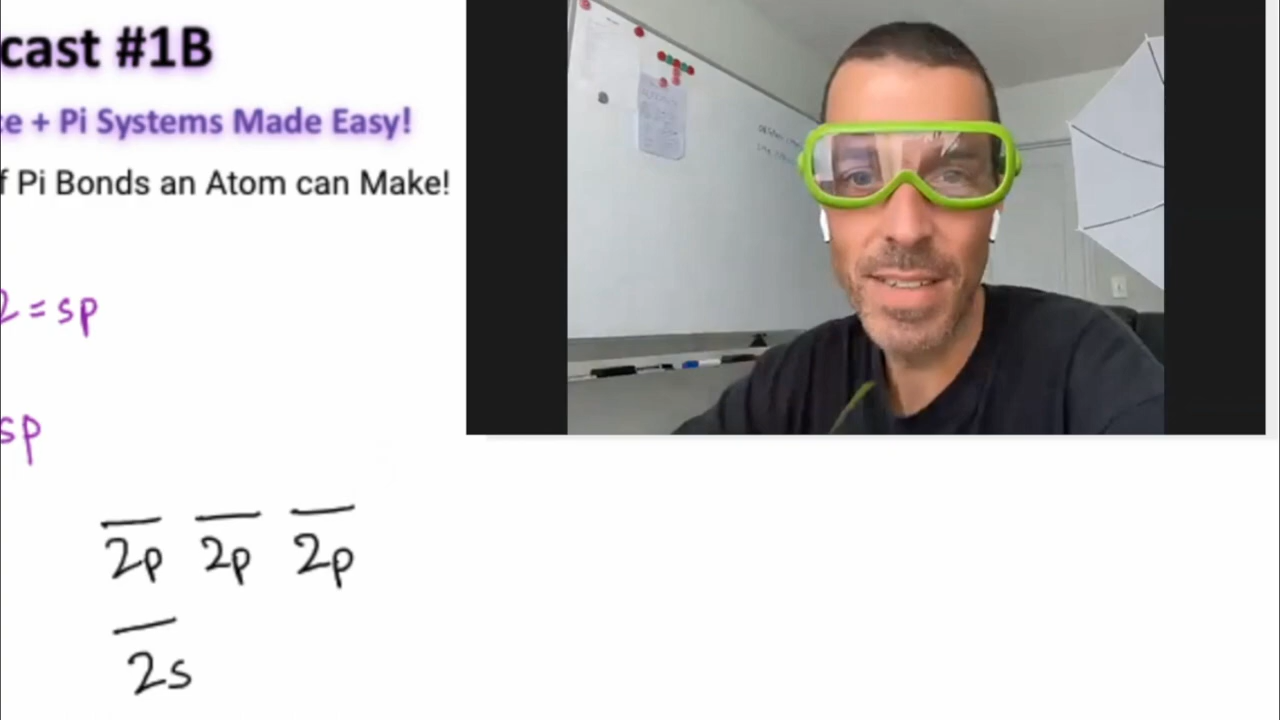 cast #1B
+ Pi Systems Made Easy!
Pi Bonds an Atom can Make!
2 = sp
sp
2p 2p 2p
2s